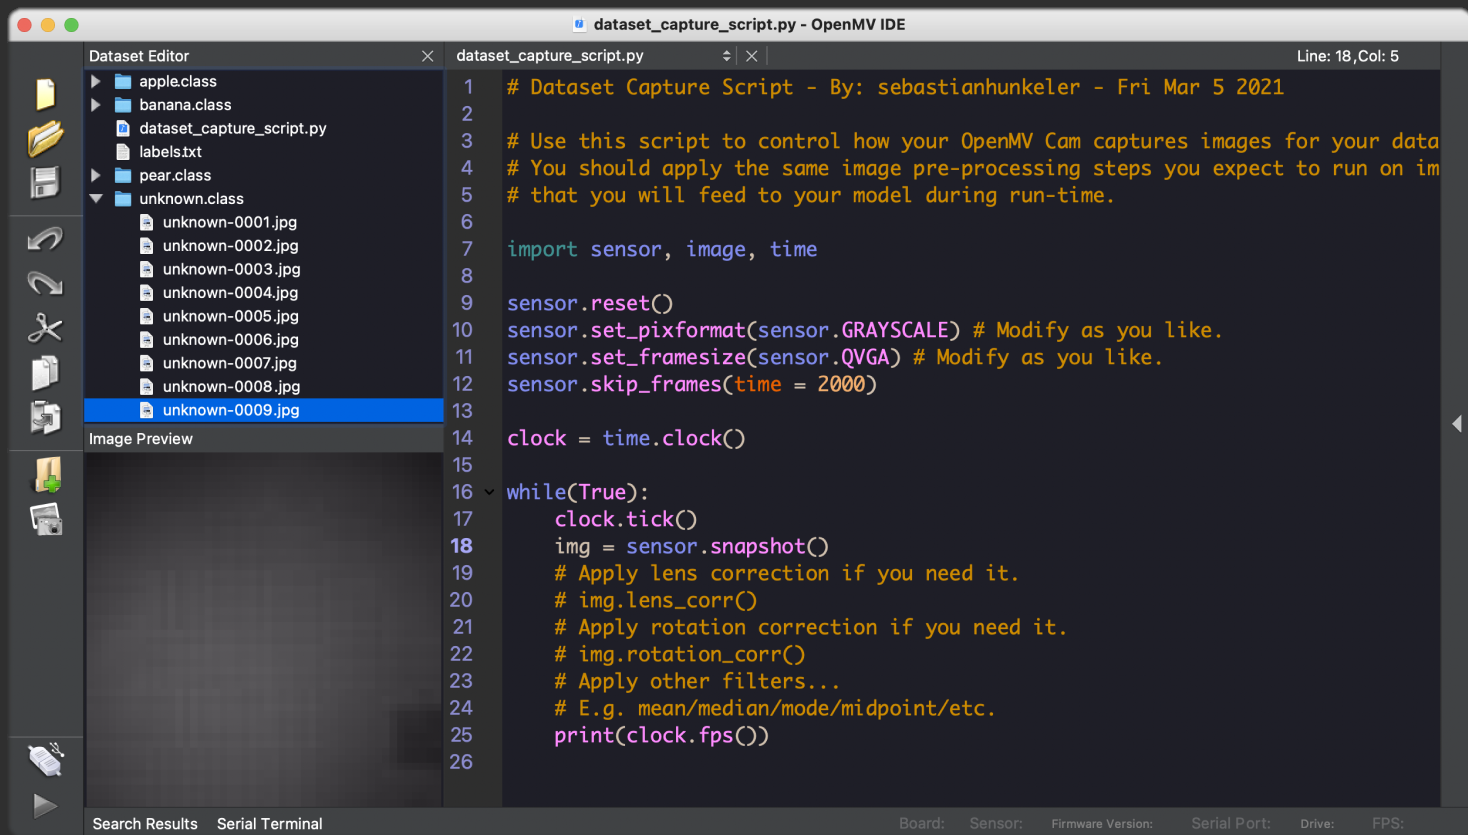 dataset_capture_script.py - OpenMV IDE
Dataset Editor
apple.class
banana.class
dataset_capture_script.py
labels.txt
pear.class
unknown.class
unknown-0001.jpg
unknown-0002.jpg
unknown-0003.jpg
unknown-0004.jpg
unknown-0005.jpg
unknown-0006.jpg
unknown-0007.jpg
unknown-0008.jpg
unknown-0009.jpg
Image Preview
dataset_capture_script.py
Line: 18,Col: 5
1 # Dataset Capture Script - By: sebastianhunkeler - Fri Mar 5 2021
2
3 # Use this script to control how your OpenMV Cam captures images for your data
4 # You should apply the same image pre-processing steps you expect to run on im
5 # that you will feed to your model during run-time.
6
7 import sensor, image, time
8
9 sensor.reset()
10 sensor.set_pixformat(sensor.GRAYSCALE) # Modify as you like.
11 sensor.set_framesize(sensor.QVGA) # Modify as you like.
12 sensor.skip_frames(time = 2000)
13
14 clock = time.clock()
15
16 while(True):
17     clock.tick()
18     img = sensor.snapshot()
19     # Apply lens correction if you need it.
20     # img.lens_corr()
21     # Apply rotation correction if you need it.
22     # img.rotation_corr()
23     # Apply other filters...
24     # E.g. mean/median/mode/midpoint/etc.
25     print(clock.fps())
26
Search Results Serial Terminal Board: Sensor: Firmware Version: Serial Port: Drive: FPS: